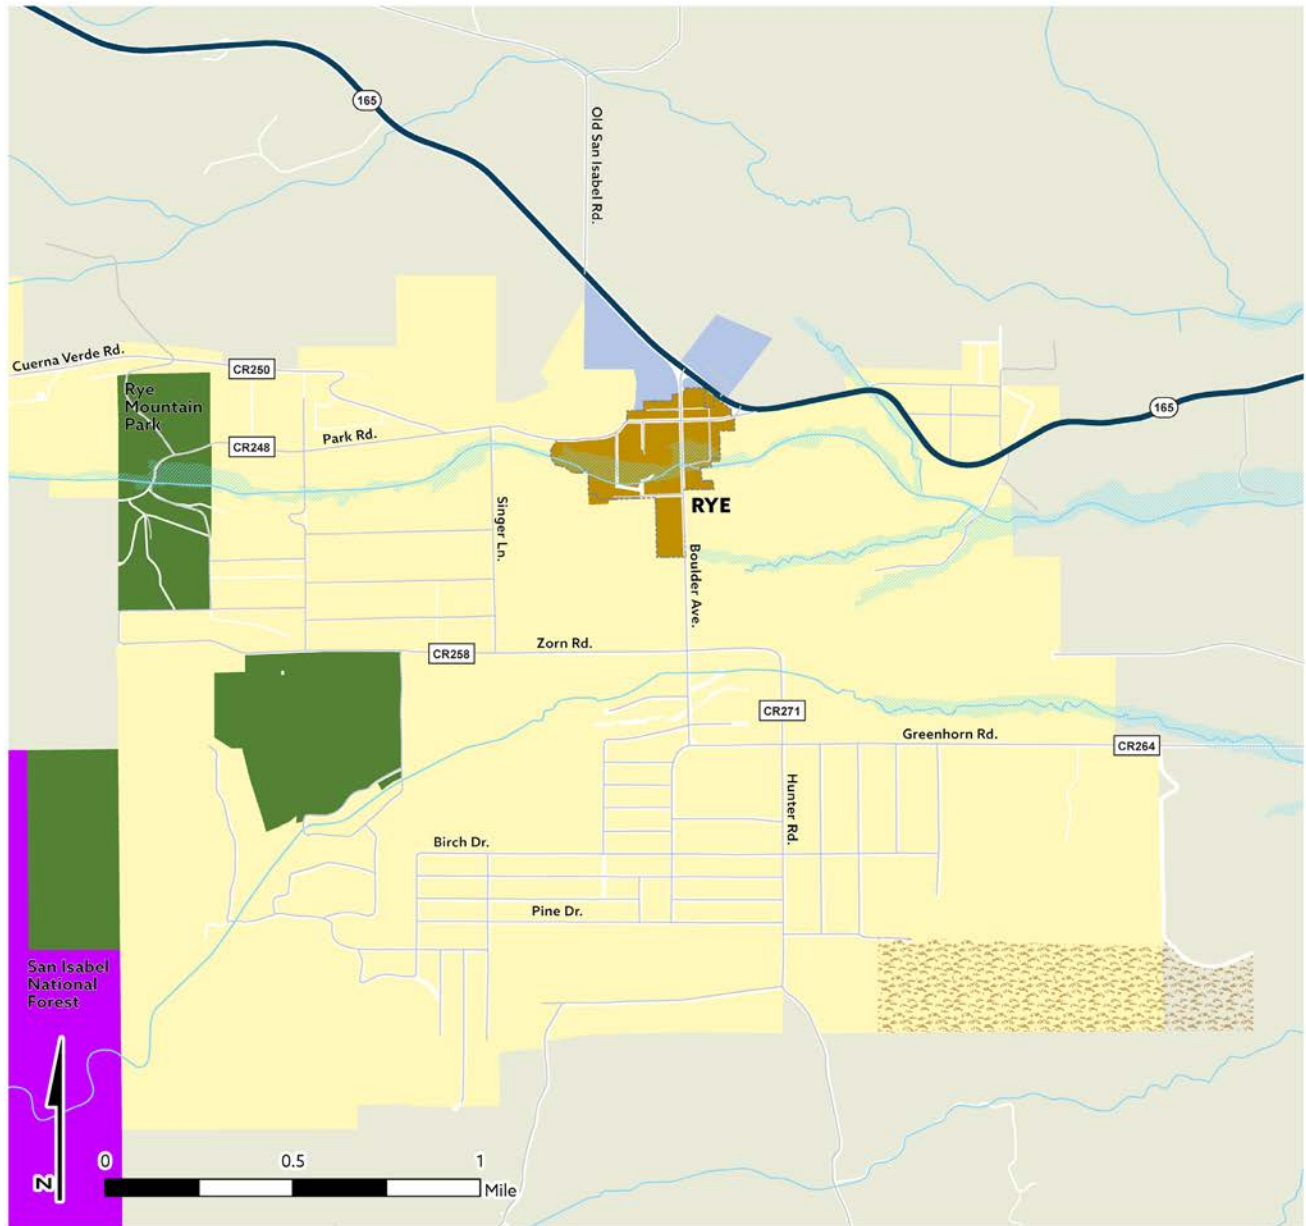 165
Old San Isabel Rd.
Cuerna Verde Rd.
CR250
Rye
Mountain
Park
165
CR248
Park Rd.
Singer Ln.
RYE
Boulder Ave.
Zorn Rd.
CR258
CR271
Greenhorn Rd.
CR264
Hunter Rd.
Birch Dr.
Pine Dr.
San Isabel
National
Forest
N
0 0.5 1
Mile